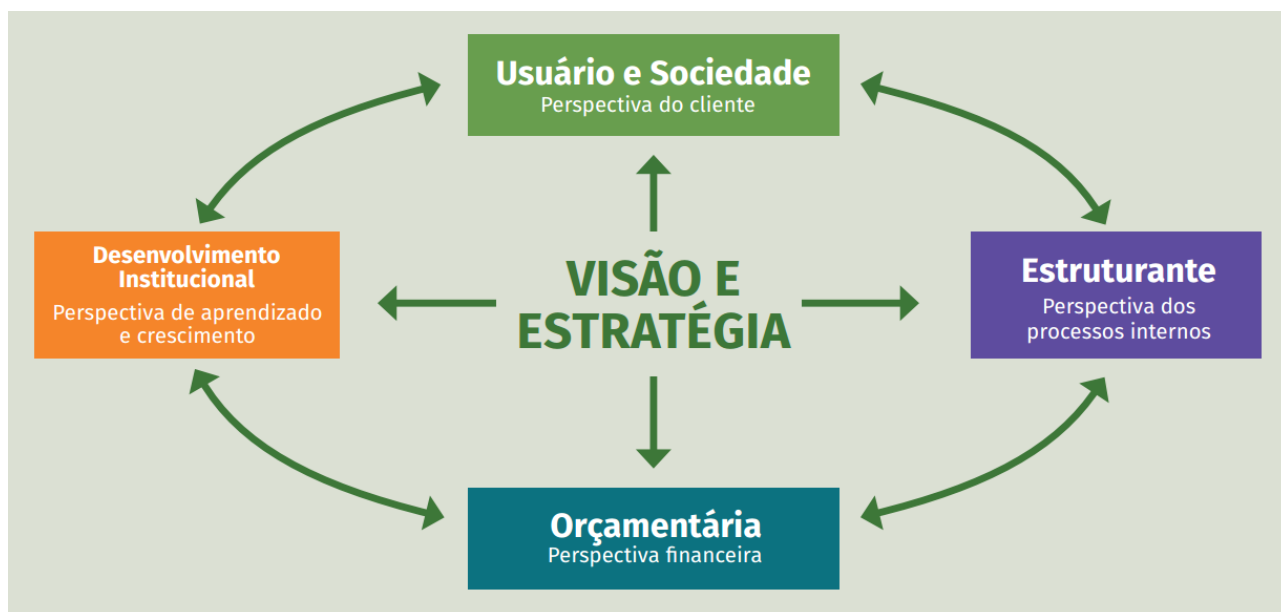 Usuário e Sociedade
Perspectiva do cliente
Desenvolvimento
Institucional
Perspectiva de aprendizado
e crescimento
VISÃO E
ESTRATÉGIA
Estruturante
Perspectiva dos
processos internos
Orçamentária
Perspectiva financeira